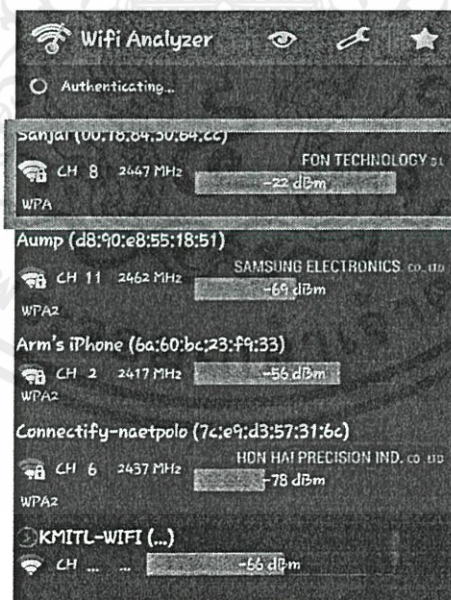 Wifi Analyzer
Authenticating...
Sanjai (00:18:84:30:64:cc)
CH 8 2447 MHz FON TECHNOLOGY
-22 dBm
WPA
Aump (d8:90:e8:55:18:51)
SAMSUNG ELECTRONICS CO., LTD
CH 11 2462 MHz
-69 dBm
WPA2
Arm's iPhone (6a:60:bc:23:f9:33)
CH 2 2417 MHz -56 dBm
WPA2
Connectify-naetpolo (7c:e9:d3:57:31:6c)
HON HAI PRECISION IND. CO., LTD
CH 6 2437 MHz
-78 dBm
WPA2
KMITL-WIFI (...)
CH ... ... -66 dBm